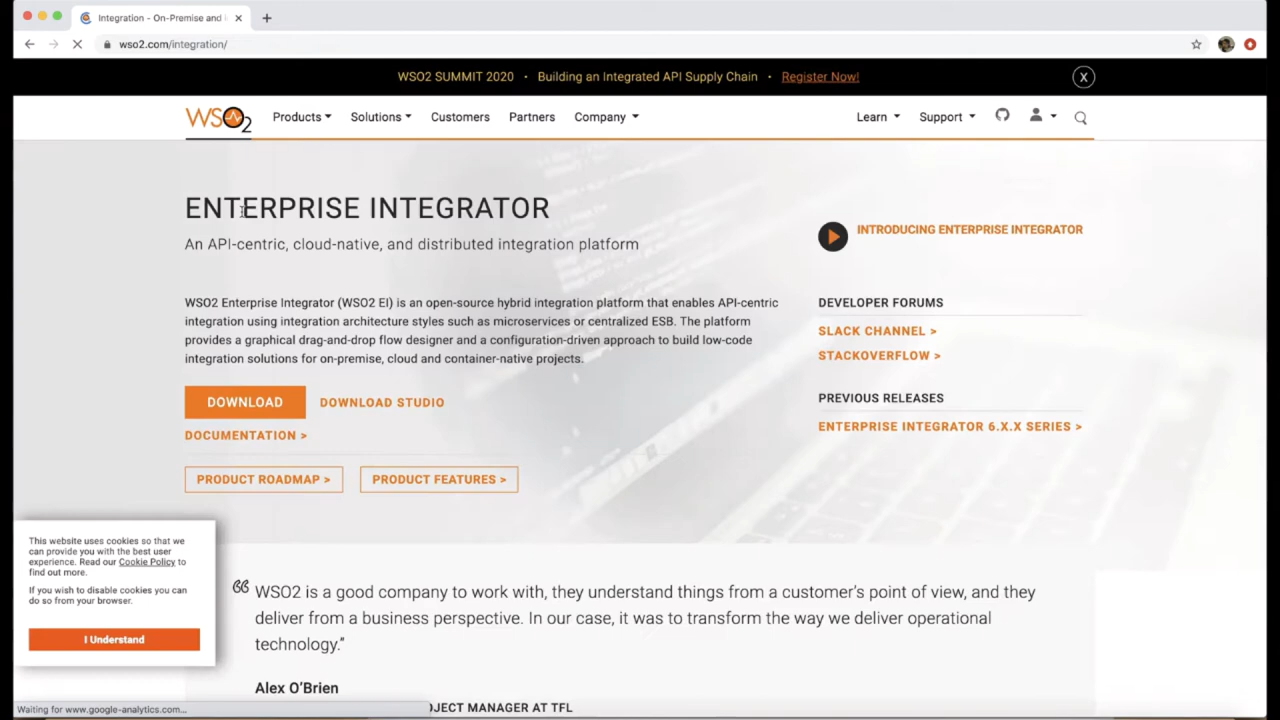 Integration - On-Premise and
wso2.com/integration/
WSO2 SUMMIT 2020 • Building an Integrated API Supply Chain • Register Now!
X
WSO2
Products
Solutions
Customers
Partners
Company
Learn
Support
ENTERPRISE INTEGRATOR
An API-centric, cloud-native, and distributed integration platform
INTRODUCING ENTERPRISE INTEGRATOR
WSO2 Enterprise Integrator (WSO2 EI) is an open-source hybrid integration platform that enables API-centric
integration using integration architecture styles such as microservices or centralized ESB. The platform
provides a graphical drag-and-drop flow designer and a configuration-driven approach to build low-code
integration solutions for on-premise, cloud and container-native projects.
DOWNLOAD
DOWNLOAD STUDIO
DOCUMENTATION >
PRODUCT ROADMAP >
PRODUCT FEATURES >
DEVELOPER FORUMS
SLACK CHANNEL >
STACKOVERFLOW >
PREVIOUS RELEASES
ENTERPRISE INTEGRATOR 6.X.X SERIES >
This website uses cookies so that we
can provide you with the best user
experience. Read our Cookie Policy to
find out more.
If you wish to disable cookies you can
do so from your browser.
I Understand
“ WSO2 is a good company to work with, they understand things from a customer’s point of view, and they
deliver from a business perspective. In our case, it was to transform the way we deliver operational
technology.”
Alex O’Brien
OJECT MANAGER AT TFL
Waiting for www.google-analytics.com...